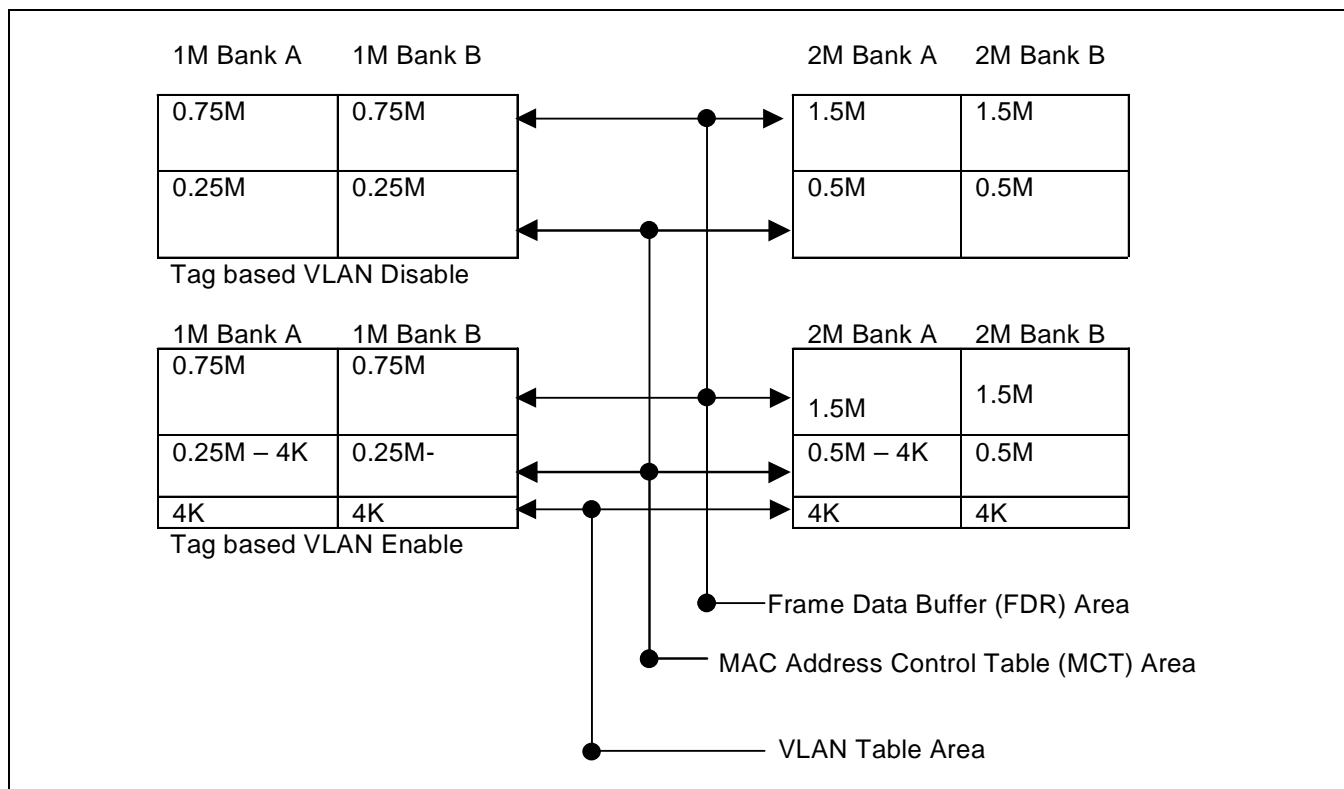 1M Bank A 1M Bank B 2M Bank A 2M Bank B
0.75M 0.75M 1.5M 1.5M
0.25M 0.25M 0.5M 0.5M
Tag based VLAN Disable
1M Bank A 1M Bank B 2M Bank A 2M Bank B
0.75M 0.75M 1.5M 1.5M
0.25M – 4K 0.25M- 0.5M – 4K 0.5M
4K 4K 4K 4K
Tag based VLAN Enable
Frame Data Buffer (FDR) Area
MAC Address Control Table (MCT) Area
VLAN Table Area